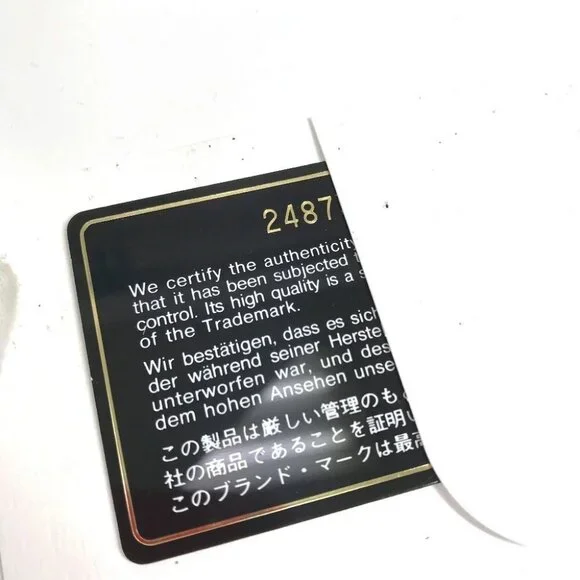 2487
We certify the authenticity
that it has been subjected
control. Its high quality is a
of the Trademark.
Wir bestätigen, dass es sich
der während seiner Herste
unterworfen war, und des
dem hohen Ansehen unse
この製品は厳しい管理のも
社の商品であることを証明い
このブランド・マークは最高